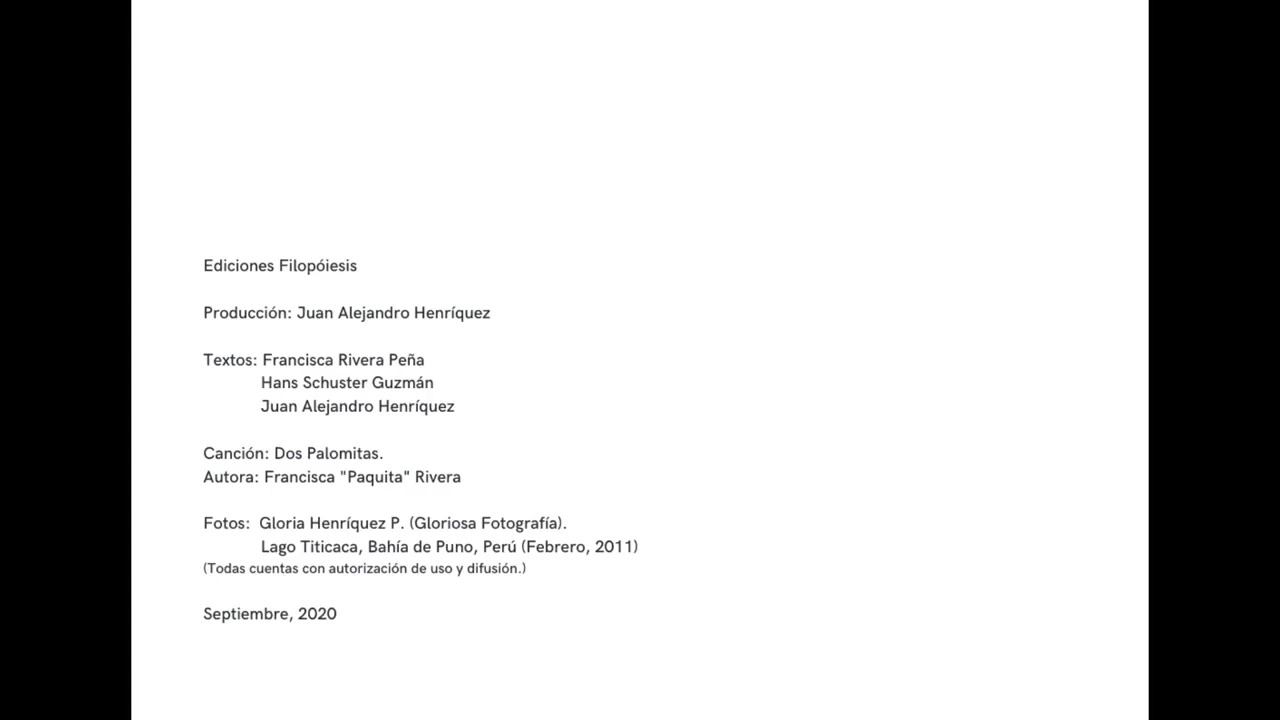 Ediciones Filopóiesis
Producción: Juan Alejandro Henríquez
Textos: Francisca Rivera Peña
Hans Schuster Guzmán
Juan Alejandro Henríquez
Canción: Dos Palomitas.
Autora: Francisca "Paquita" Rivera
Fotos: Gloria Henríquez P. (Gloriosa Fotografía).
Lago Titicaca, Bahía de Puno, Perú (Febrero, 2011)
(Todas cuentas con autorización de uso y difusión.)
Septiembre, 2020